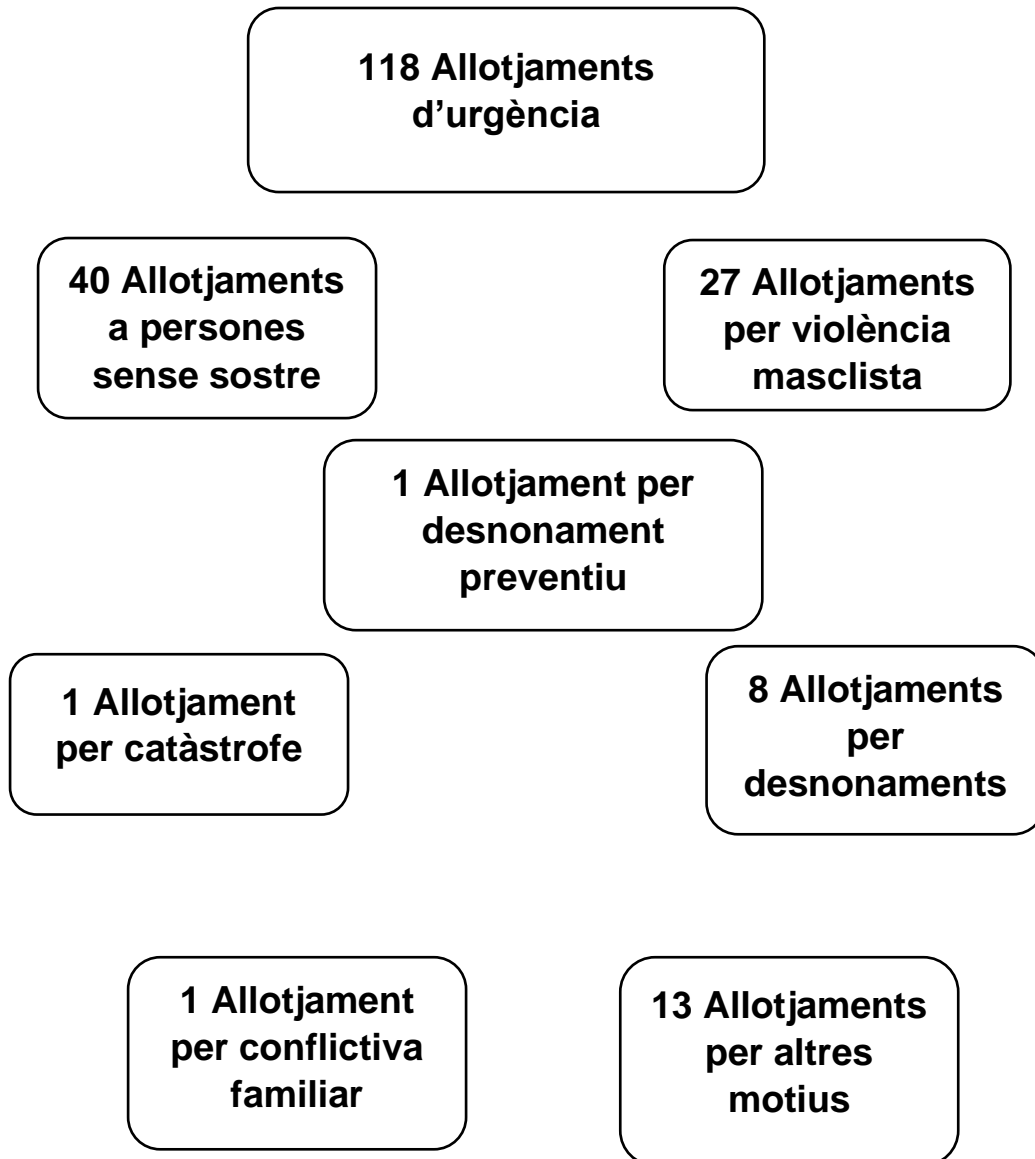 118 Allotjaments
d’urgència
40 Allotjaments
a persones
sense sostre
27 Allotjaments
per violència
masclista
1 Allotjament per
desnonament
preventiu
1 Allotjament
per catàstrofe
8 Allotjaments
per
desnonaments
1 Allotjament
per conflictiva
familiar
13 Allotjaments
per altres
motius